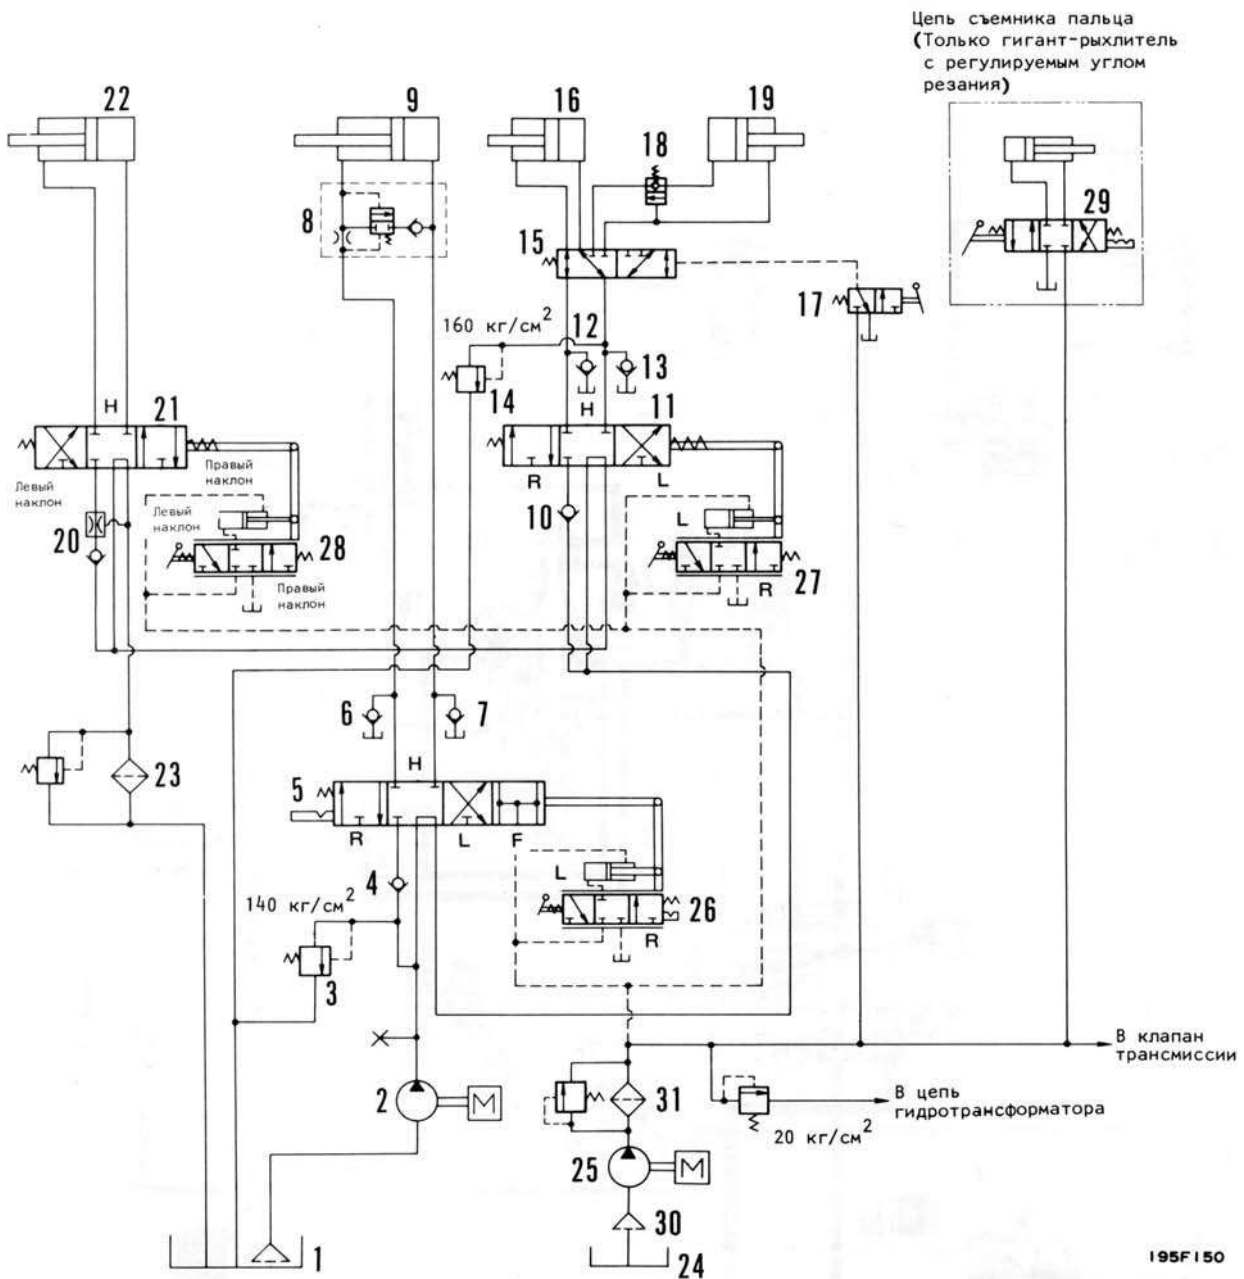 Цепь съемника пальца
(Только гигант-рыхлитель
с регулируемым углом
резания)
22
9
16
19
18
29
8
15
17
160 кг/см²
12
13
14
H
21
H
11
Правый
наклон
Левый
наклон
R
L
10
Левый
наклон
L
20
28
27
Правый
наклон
R
6
7
H
23
5
R
L
F
4
L
26
140 кг/см²
R
3
В клапан
трансмиссии
2
M
31
В цепь
гидротрансформатора
20 кг/см²
25
M
30
1
24
195F150